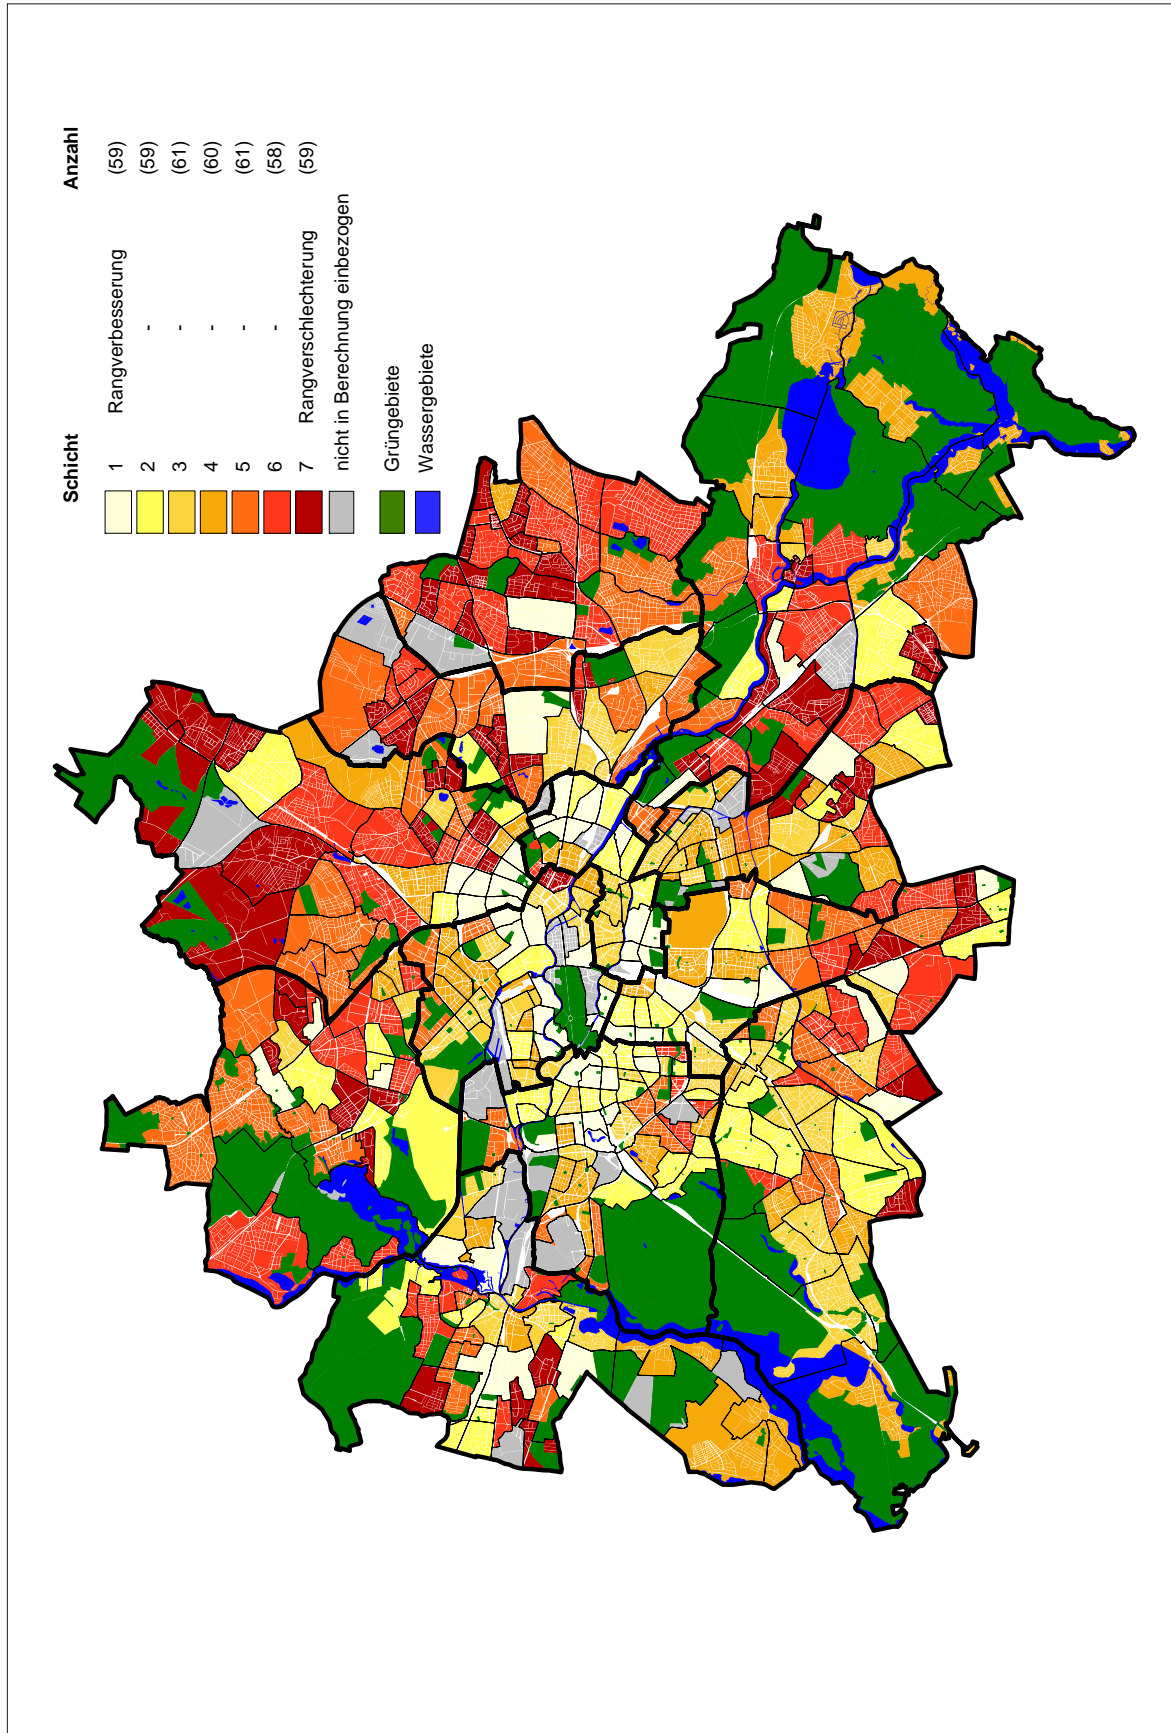 Schicht Anzahl
1 Rangverbesserung (59)
2 - (59)
3 - (61)
4 - (60)
5 - (61)
6 - (58)
7 Rangverschlechterung (59)
nicht in Berechnung einbezogen
Grüngebiete
Wassergebiete